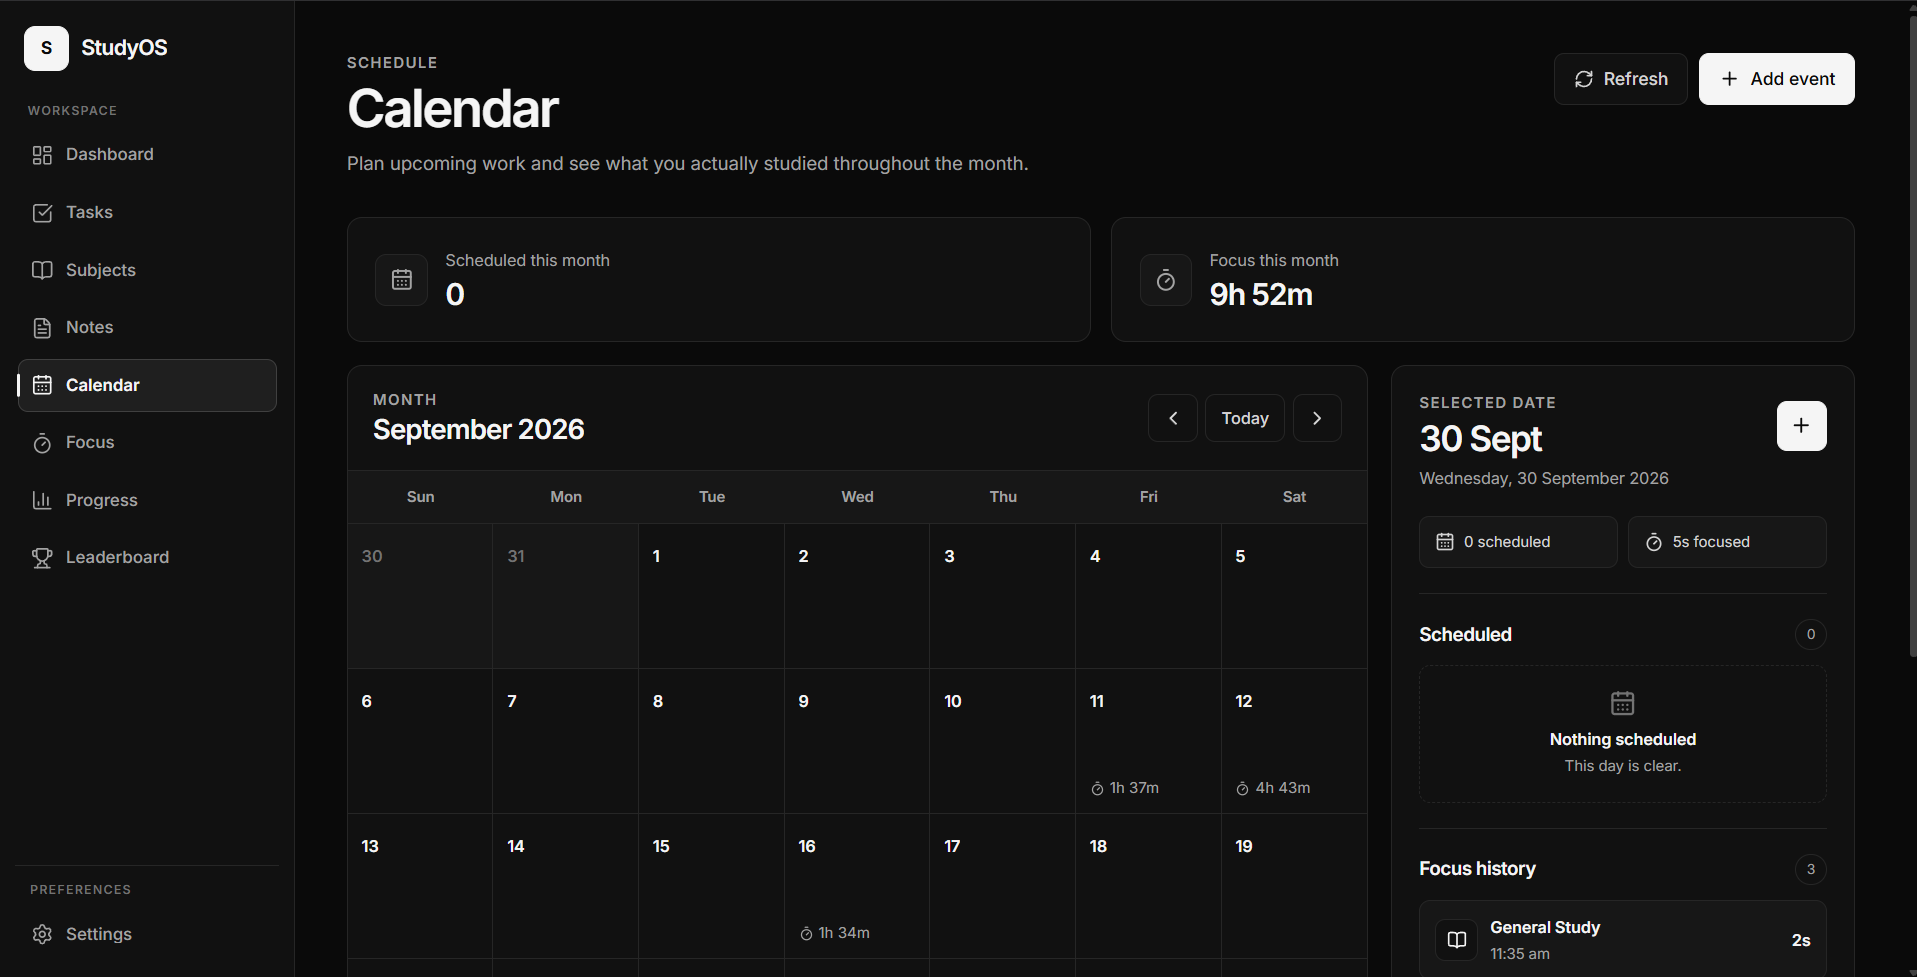 S
StudyOS
WORKSPACE
Dashboard
Tasks
Subjects
Notes
Calendar
Focus
Progress
Leaderboard
PREFERENCES
Settings
SCHEDULE
Calendar
Plan upcoming work and see what you actually studied throughout the month.
Refresh
Add event
Scheduled this month
0
Focus this month
9h 52m
MONTH
September 2026
Today
Sun Mon Tue Wed Thu Fri Sat
30 31 1 2 3 4 5
6 7 8 9 10 11 12
1h 37m 4h 43m
13 14 15 16 17 18 19
1h 34m
SELECTED DATE
30 Sept
Wednesday, 30 September 2026
0 scheduled
5s focused
Scheduled
0
Nothing scheduled
This day is clear.
Focus history
3
General Study
11:35 am
2s